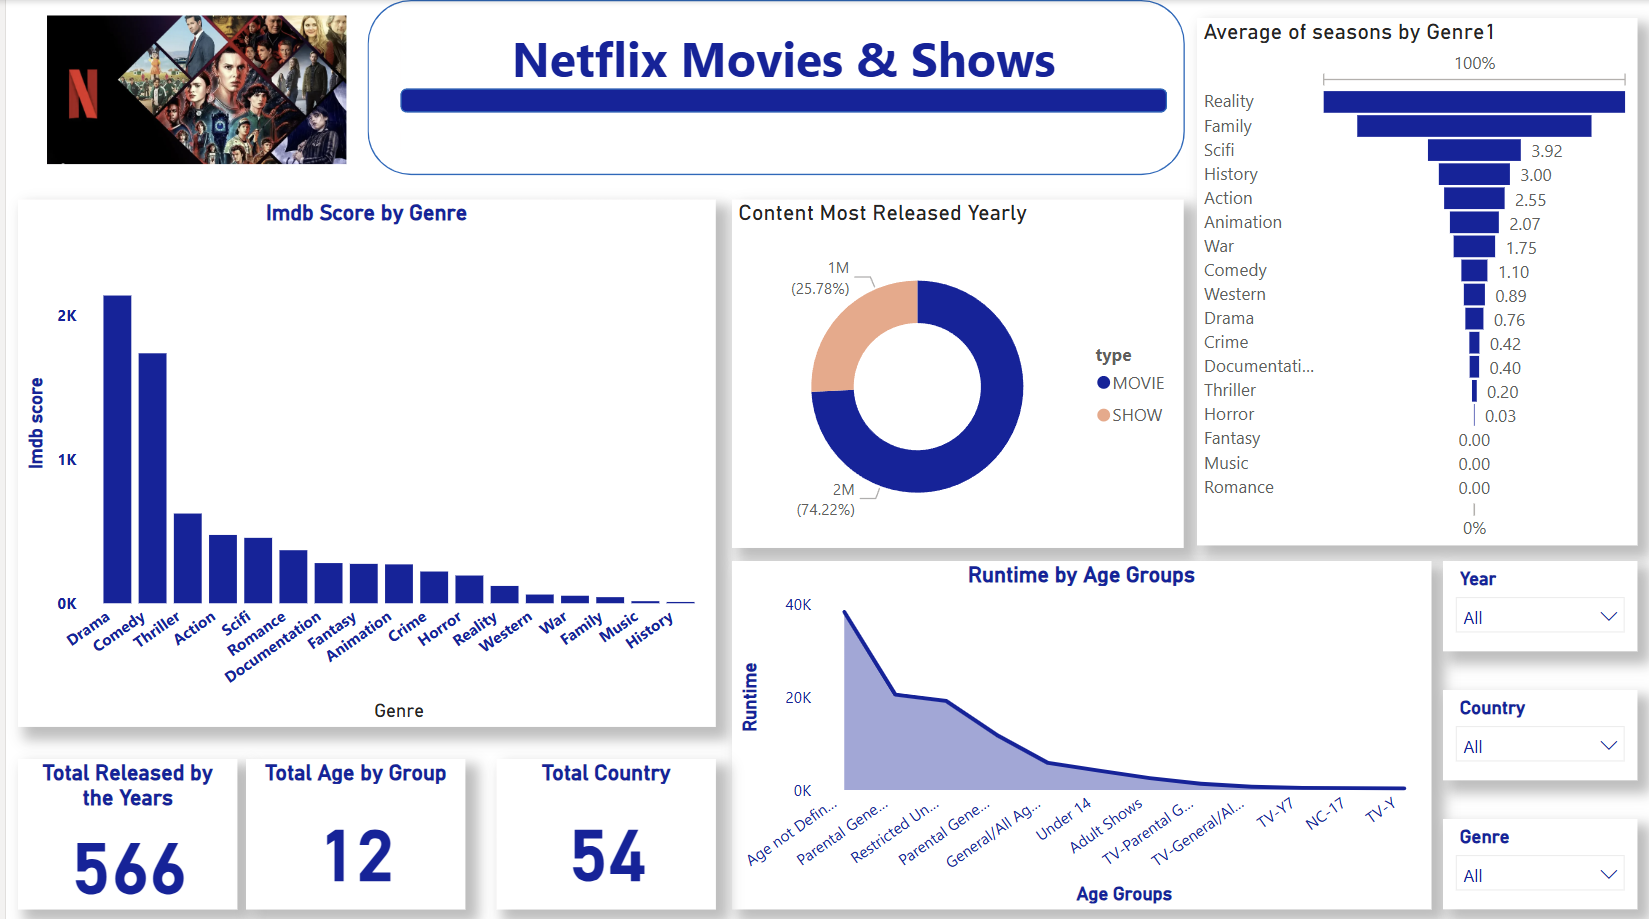 N
Netflix Movies & Shows
Average of seasons by Genre1
100%
Reality
Family
Scifi 3.92
History 3.00
Action 2.55
Animation 2.07
War 1.75
Comedy 1.10
Western 0.89
Drama 0.76
Crime 0.42
Documentati... 0.40
Thriller 0.20
Horror 0.03
Fantasy 0.00
Music 0.00
Romance 0.00
0%
Imdb Score by Genre
Imdb score
2K
1K
0K
Drama
Comedy
Thriller
Action
Scifi
Romance
Documentation
Fantasy
Animation
Crime
Horror
Reality
Western
War
Family
Music
History
Genre
Content Most Released Yearly
1M
(25.78%)
2M
(74.22%)
type
MOVIE
SHOW
Runtime by Age Groups
Runtime
40K
20K
0K
Age not Defin...
Parental Gene...
Restricted Un...
Parental Gene...
General/All Ag...
Under 14
Adult Shows
TV-Parental G...
TV-General/Al...
TV-Y7
NC-17
TV-Y
Age Groups
Year
All
Country
All
Genre
All
Total Released by
the Years
566
Total Age by Group
12
Total Country
54